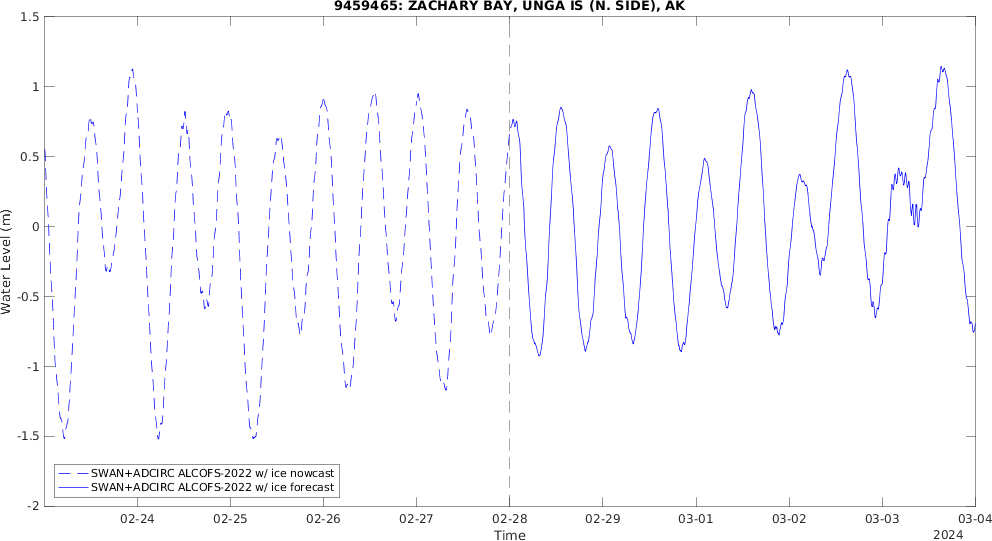 9459465: ZACHARY BAY, UNGA IS (N. SIDE), AK
Water Level (m)
1.5
1
0.5
0
-0.5
-1
-1.5
-2
SWAN+ADCIRC ALCOFS-2022 w/ ice nowcast
SWAN+ADCIRC ALCOFS-2022 w/ ice forecast
02-24 02-25 02-26 02-27 02-28 02-29 03-01 03-02 03-03 03-04
Time
2024